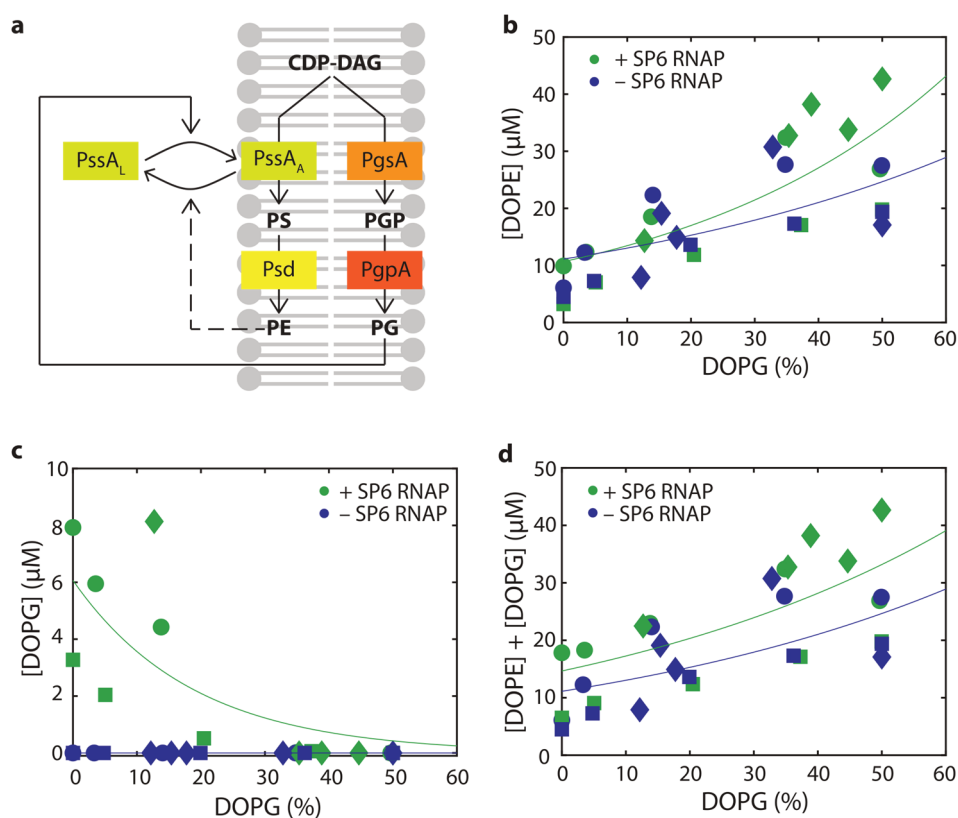 a
CDP-DAG
PssAL
PssAA
PgsA
PS
PGP
Psd
PgpA
PE
PG
b
50
40
30
20
10
0
[DOPE] (µM)
+ SP6 RNAP
– SP6 RNAP
0 10 20 30 40 50 60
DOPG (%)
c
10
8
6
4
2
0
[DOPG] (µM)
+ SP6 RNAP
– SP6 RNAP
0 10 20 30 40 50 60
DOPG (%)
d
50
40
30
20
10
0
[DOPE] + [DOPG] (µM)
+ SP6 RNAP
– SP6 RNAP
0 10 20 30 40 50 60
DOPG (%)